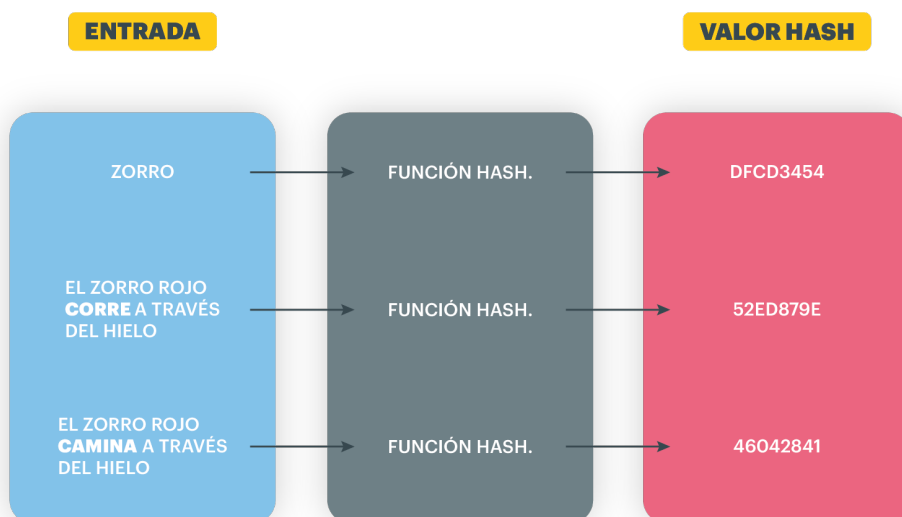 ENTRADA
VALOR HASH
ZORRO
FUNCIÓN HASH.
DFCD3454
EL ZORRO ROJO
CORRE A TRAVÉS
DEL HIELO
FUNCIÓN HASH.
52ED879E
EL ZORRO ROJO
CAMINA A TRAVÉS
DEL HIELO
FUNCIÓN HASH.
46042841